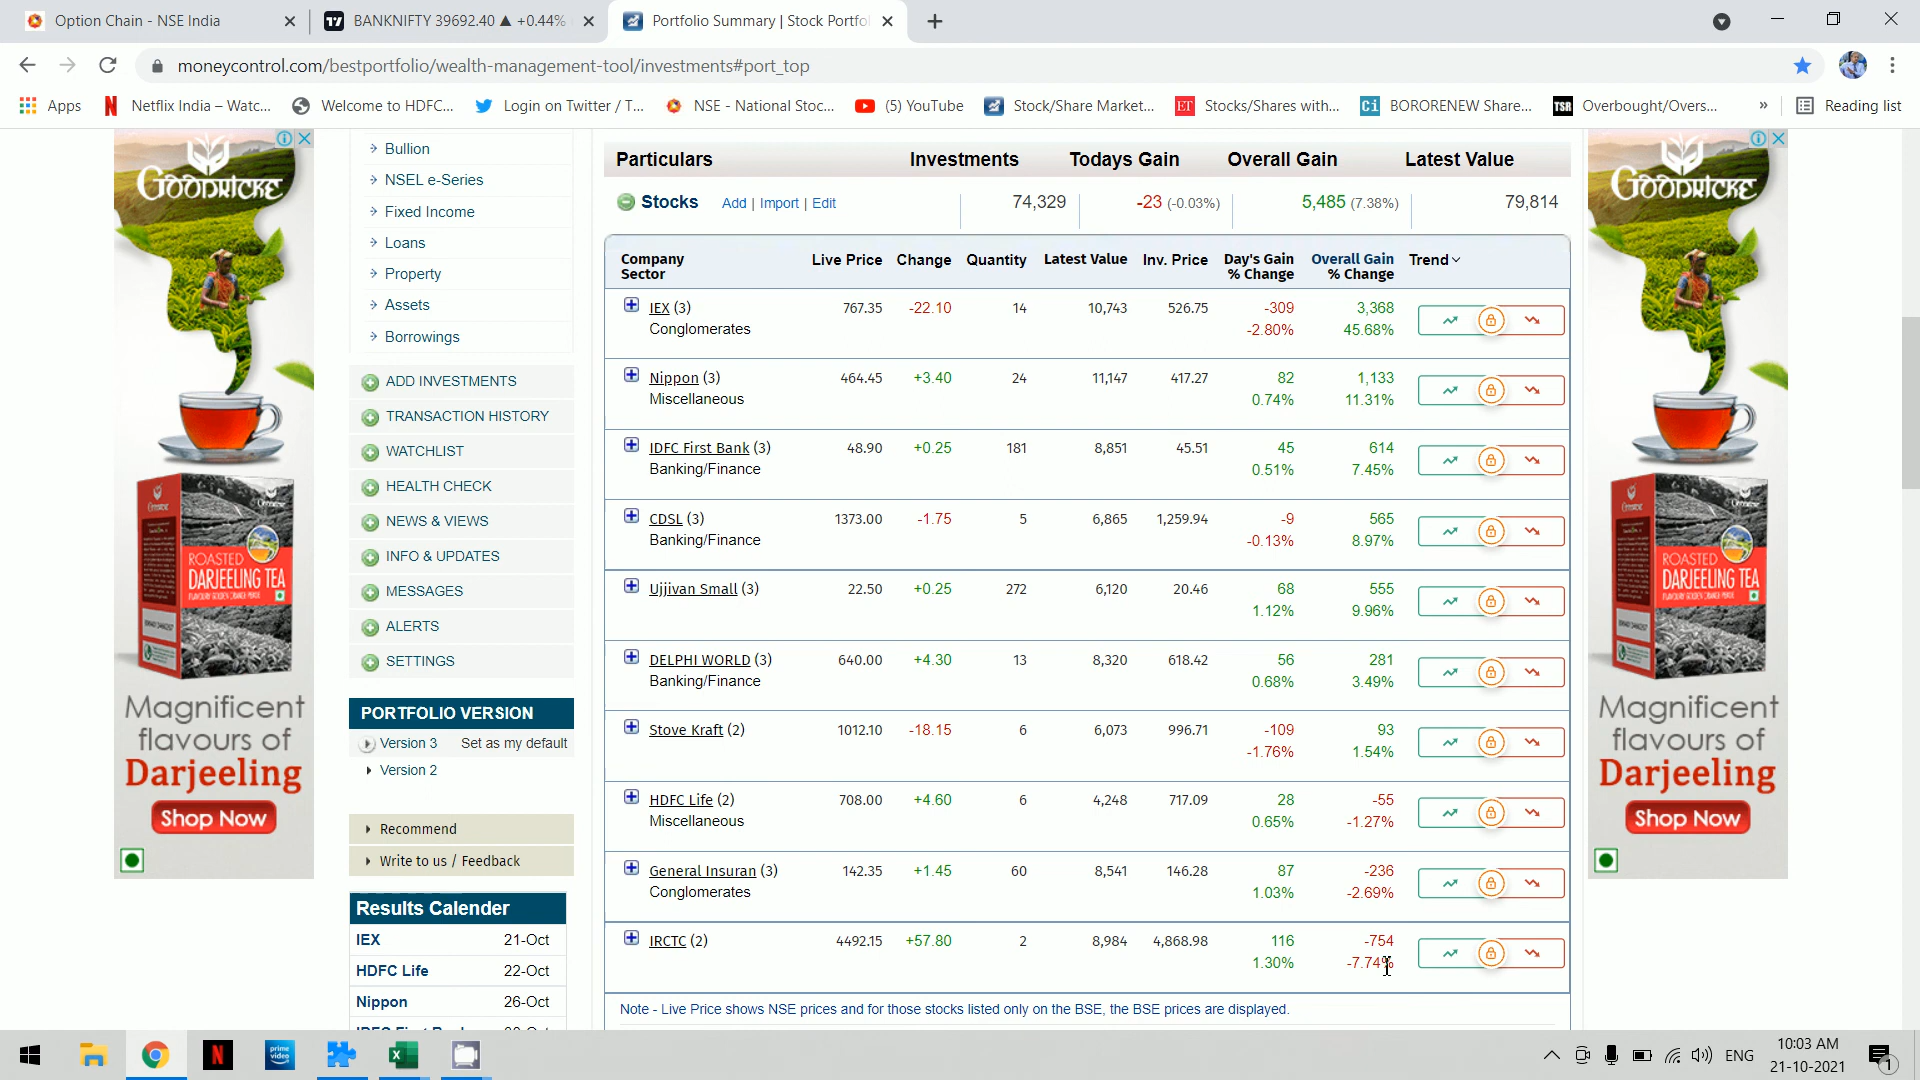 Option Chain - NSE India
BANKNIFTY 39692.40 ▲ +0.44%
Portfolio Summary | Stock Portfo
moneycontrol.com/bestportfolio/wealth-management-tool/investments#port_top
Apps
Netflix India – Watc...
Welcome to HDFC...
Login on Twitter / T...
NSE - National Stoc...
(5) YouTube
Stock/Share Market...
ET
Stocks/Shares with...
Ci
BORORENEW Share...
TSR
Overbought/Overs...
»
Reading list
GOODRICKE
ROASTED
DARJEELING TEA
Magnificent
flavours of
Darjeeling
Shop Now
Bullion
NSEL e-Series
Fixed Income
Loans
Property
Assets
Borrowings
ADD INVESTMENTS
TRANSACTION HISTORY
WATCHLIST
HEALTH CHECK
NEWS & VIEWS
INFO & UPDATES
MESSAGES
ALERTS
SETTINGS
PORTFOLIO VERSION
Version 3 Set as my default
Version 2
Recommend
Write to us / Feedback
Results Calender
IEX 21-Oct
HDFC Life 22-Oct
Nippon 26-Oct
Particulars Investments Todays Gain Overall Gain Latest Value
Stocks Add | Import | Edit 74,329 -23 (-0.03%) 5,485 (7.38%) 79,814
Company Live Price Change Quantity Latest Value Inv. Price Day's Gain Overall Gain Trend
Sector % Change % Change
IEX (3) 767.35 -22.10 14 10,743 526.75 -309 3,368
Conglomerates -2.80% 45.68%
Nippon (3) 464.45 +3.40 24 11,147 417.27 82 1,133
Miscellaneous 0.74% 11.31%
IDFC First Bank (3) 48.90 +0.25 181 8,851 45.51 45 614
Banking/Finance 0.51% 7.45%
CDSL (3) 1373.00 -1.75 5 6,865 1,259.94 -9 565
Banking/Finance -0.13% 8.97%
Ujjivan Small (3) 22.50 +0.25 272 6,120 20.46 68 555
1.12% 9.96%
DELPHI WORLD (3) 640.00 +4.30 13 8,320 618.42 56 281
Banking/Finance 0.68% 3.49%
Stove Kraft (2) 1012.10 -18.15 6 6,073 996.71 -109 93
-1.76% 1.54%
HDFC Life (2) 708.00 +4.60 6 4,248 717.09 28 -55
Miscellaneous 0.65% -1.27%
General Insuran (3) 142.35 +1.45 60 8,541 146.28 87 -236
Conglomerates 1.03% -2.69%
IRCTC (2) 4492.15 +57.80 2 8,984 4,868.98 116 -754
1.30% -7.74%
Note - Live Price shows NSE prices and for those stocks listed only on the BSE, the BSE prices are displayed.
GOODRICKE
ROASTED
DARJEELING TEA
Magnificent
flavours of
Darjeeling
Shop Now
prime
video
ENG
10:03 AM
21-10-2021
1